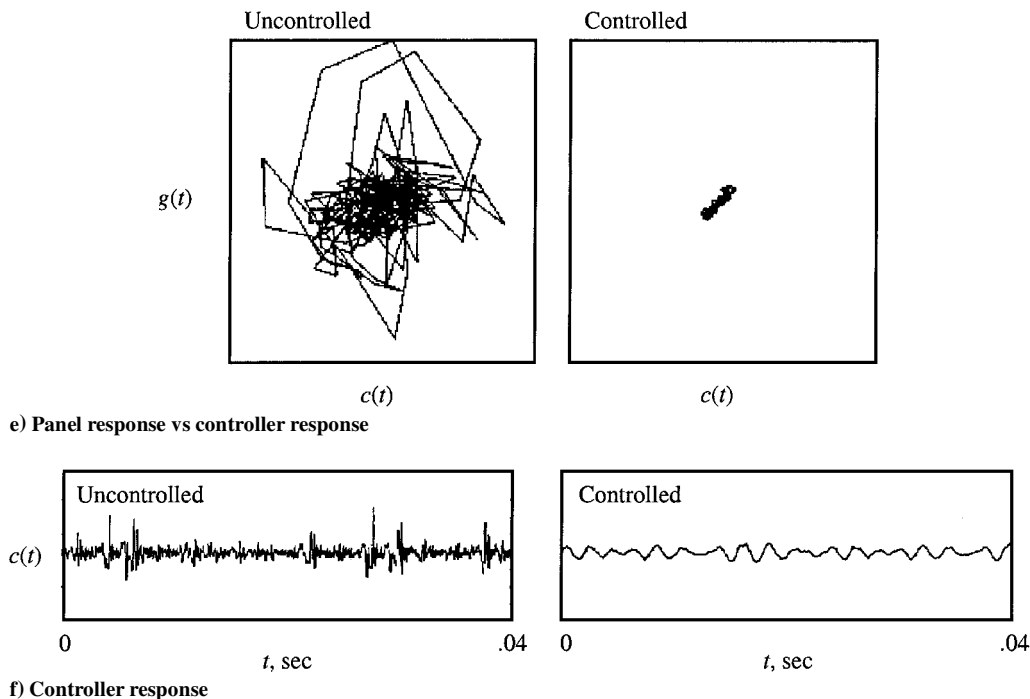 Uncontrolled
Controlled
g(t)
c(t)
c(t)
e) Panel response vs controller response
Uncontrolled
Controlled
c(t)
0
.04
0
.04
t, sec
t, sec
f) Controller response